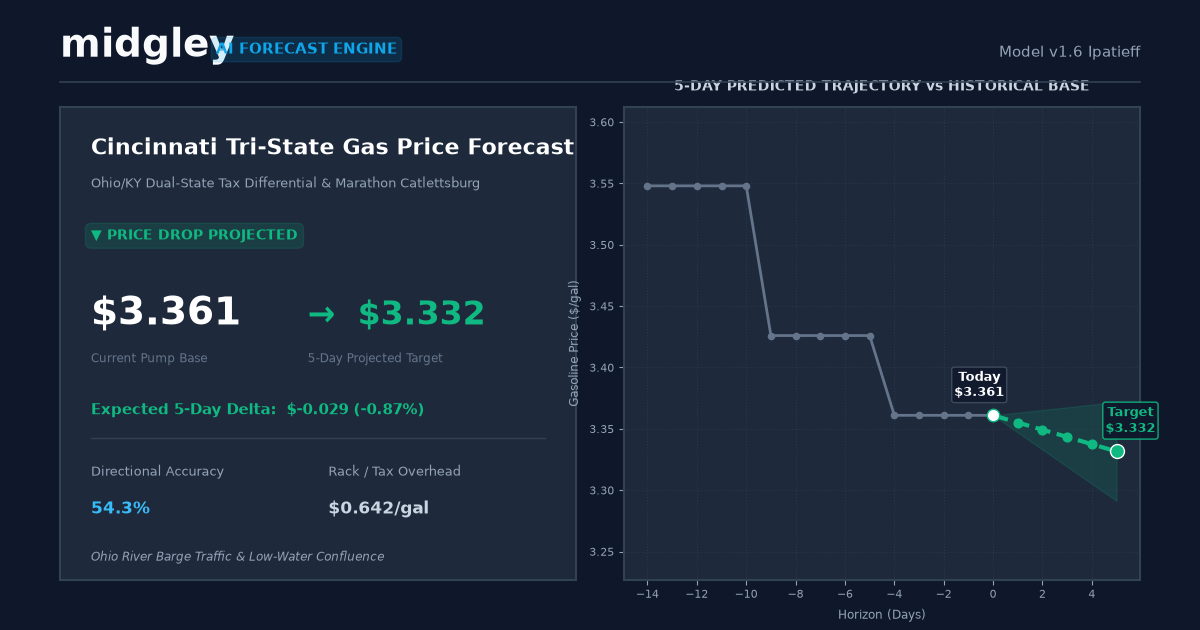 midgley
AI FORECAST ENGINE
Model v1.6 Ipatieff
Cincinnati Tri-State Gas Price Forecast
Ohio/KY Dual-State Tax Differential & Marathon Catlettsburg
▼ PRICE DROP PROJECTED
$3.361 → $3.332
Current Pump Base 5-Day Projected Target
Expected 5-Day Delta: $-0.029 (-0.87%)
Directional Accuracy Rack / Tax Overhead
54.3% $0.642/gal
Ohio River Barge Traffic & Low-Water Confluence
5-DAY PREDICTED TRAJECTORY vs HISTORICAL BASE
Gasoline Price ($/gal)
3.60
3.55
3.50
3.45
3.40
3.35
3.30
3.25
Today
$3.361
Target
$3.332
−14 −12 −10 −8 −6 −4 −2 0 2 4
Horizon (Days)